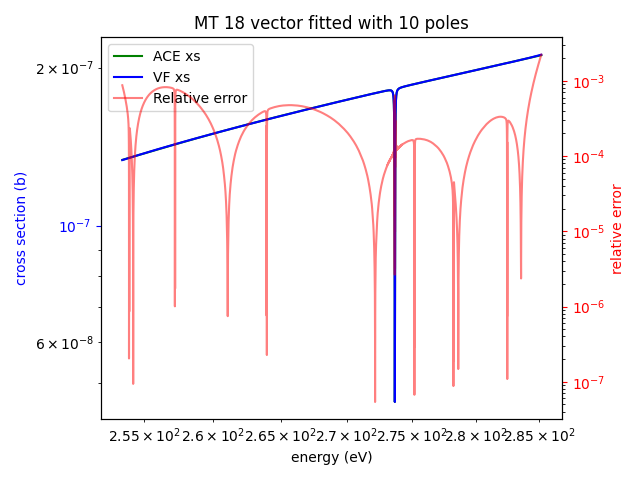 MT 18 vector fitted with 10 poles
ACE xs
VF xs
Relative error
2 × 10⁻⁷
10⁻⁷
6 × 10⁻⁸
cross section (b)
10⁻³
10⁻⁴
10⁻⁵
10⁻⁶
10⁻⁷
relative error
2.55 × 10² 2.6 × 10² 2.65 × 10² 2.7 × 10² 2.75 × 10² 2.8 × 10² 2.85 × 10²
energy (eV)